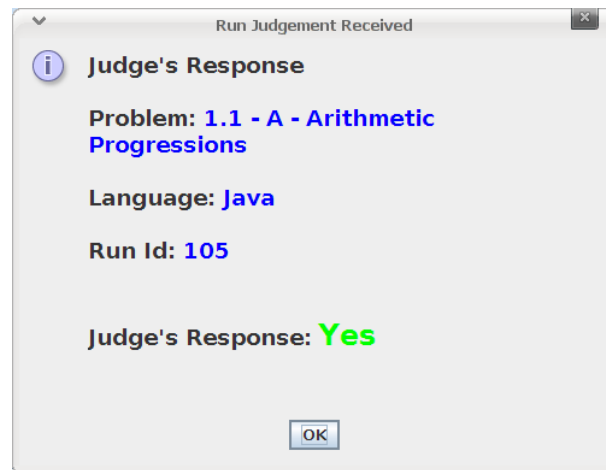 Run Judgement Received
Judge's Response
Problem: 1.1 - A - Arithmetic
Progressions
Language: Java
Run Id: 105
Judge's Response: Yes
OK